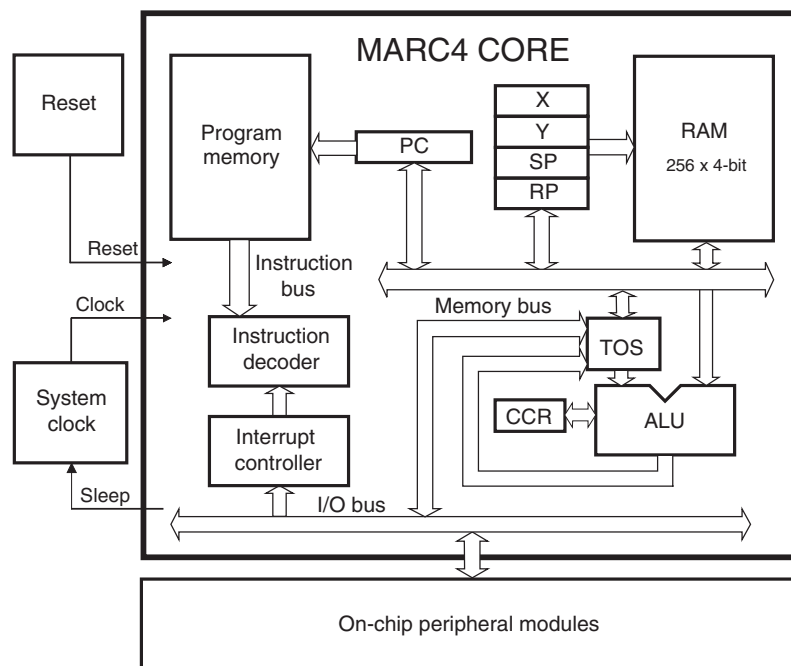 MARC4 CORE
Reset
Program
memory
PC
X
Y
SP
RP
RAM
256 x 4-bit
Reset
Instruction
bus
Clock
Memory bus
Instruction
decoder
TOS
System
clock
CCR
ALU
Interrupt
controller
Sleep
I/O bus
On-chip peripheral modules